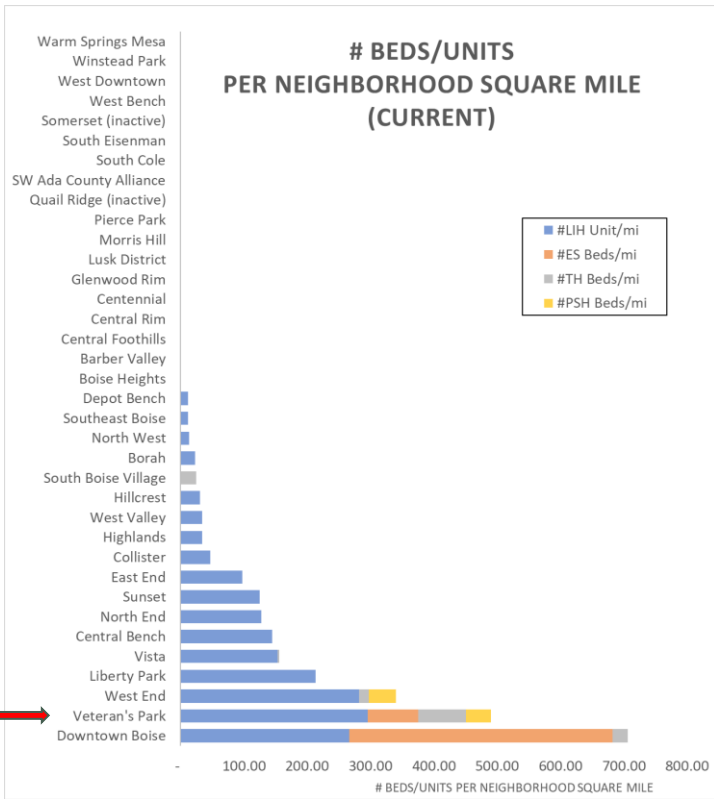 # BEDS/UNITS
PER NEIGHBORHOOD SQUARE MILE
(CURRENT)
Warm Springs Mesa
Winstead Park
West Downtown
West Bench
Somerset (inactive)
South Eisenman
South Cole
SW Ada County Alliance
Quail Ridge (inactive)
Pierce Park
Morris Hill
Lusk District
Glenwood Rim
Centennial
Central Rim
Central Foothills
Barber Valley
Boise Heights
Depot Bench
Southeast Boise
North West
Borah
South Boise Village
Hillcrest
West Valley
Highlands
Collister
East End
Sunset
North End
Central Bench
Vista
Liberty Park
West End
Veteran's Park
Downtown Boise
#LIH Unit/mi
#ES Beds/mi
#TH Beds/mi
#PSH Beds/mi
- 100.00 200.00 300.00 400.00 500.00 600.00 700.00 800.00
# BEDS/UNITS PER NEIGHBORHOOD SQUARE MILE